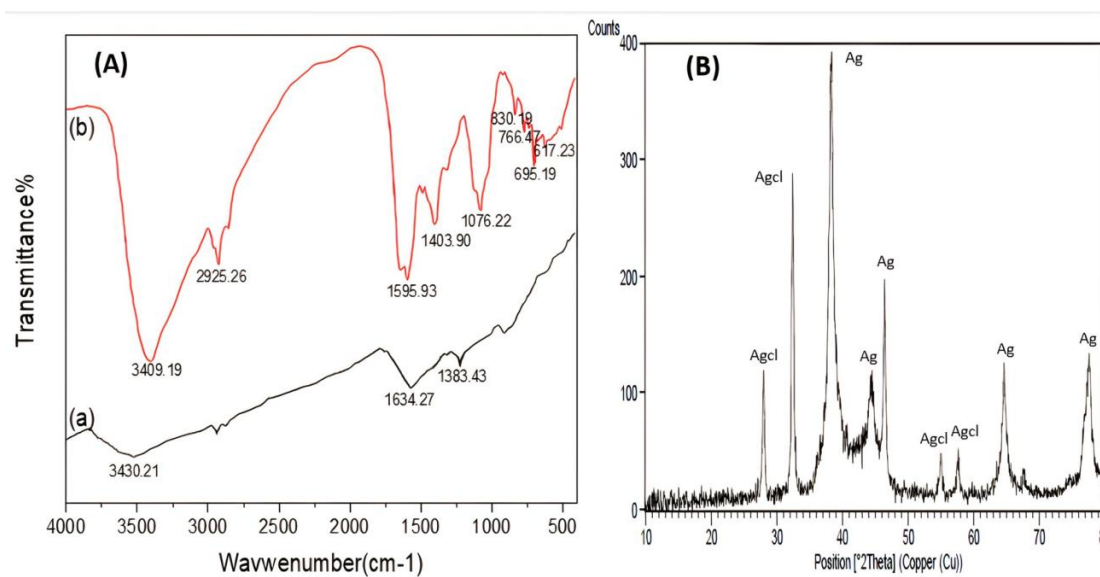 (A)
(b)
(a)
3409.19
2925.26
1595.93
1403.90
1076.22
830.19
766.47
695.19
617.23
3430.21
1634.27
1383.43
Transmittance%
4000 3500 2900 2500 2000 1500 1000 500
Wavwenumber(cm-1)
Counts
(B)
400
300
200
100
0
Agcl
Agcl
Ag
Ag
Ag
Agcl
Agcl
Ag
Ag
10 20 30 40 50 60 70 80
Position [°2Theta] (Copper (Cu))